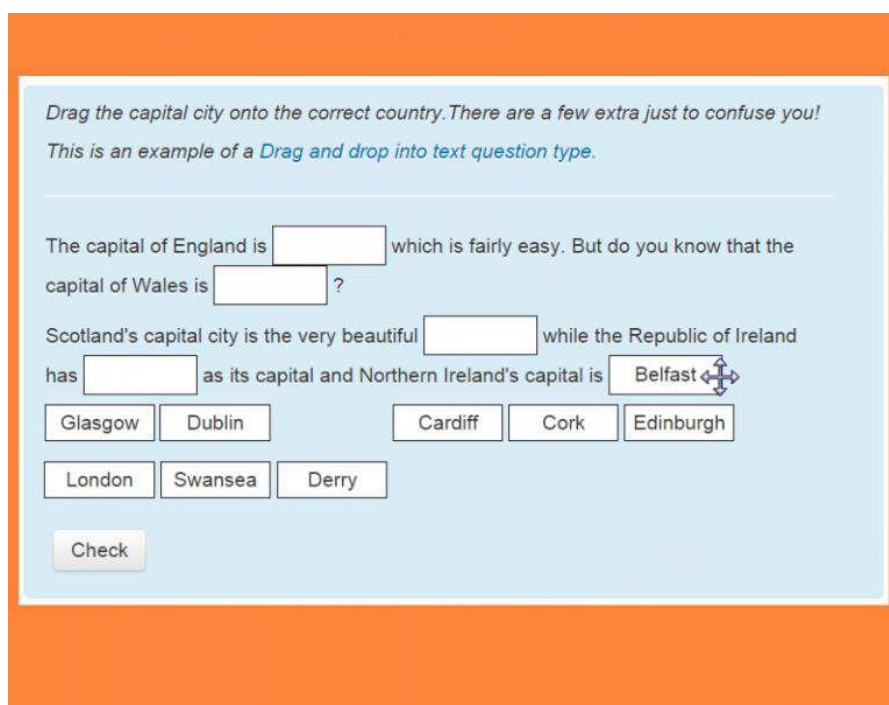 Drag the capital city onto the correct country.There are a few extra just to confuse you!
This is an example of a Drag and drop into text question type.
The capital of England is which is fairly easy. But do you know that the
capital of Wales is ?
Scotland's capital city is the very beautiful while the Republic of Ireland
has as its capital and Northern Ireland's capital is Belfast
Glasgow Dublin Cardiff Cork Edinburgh
London Swansea Derry
Check